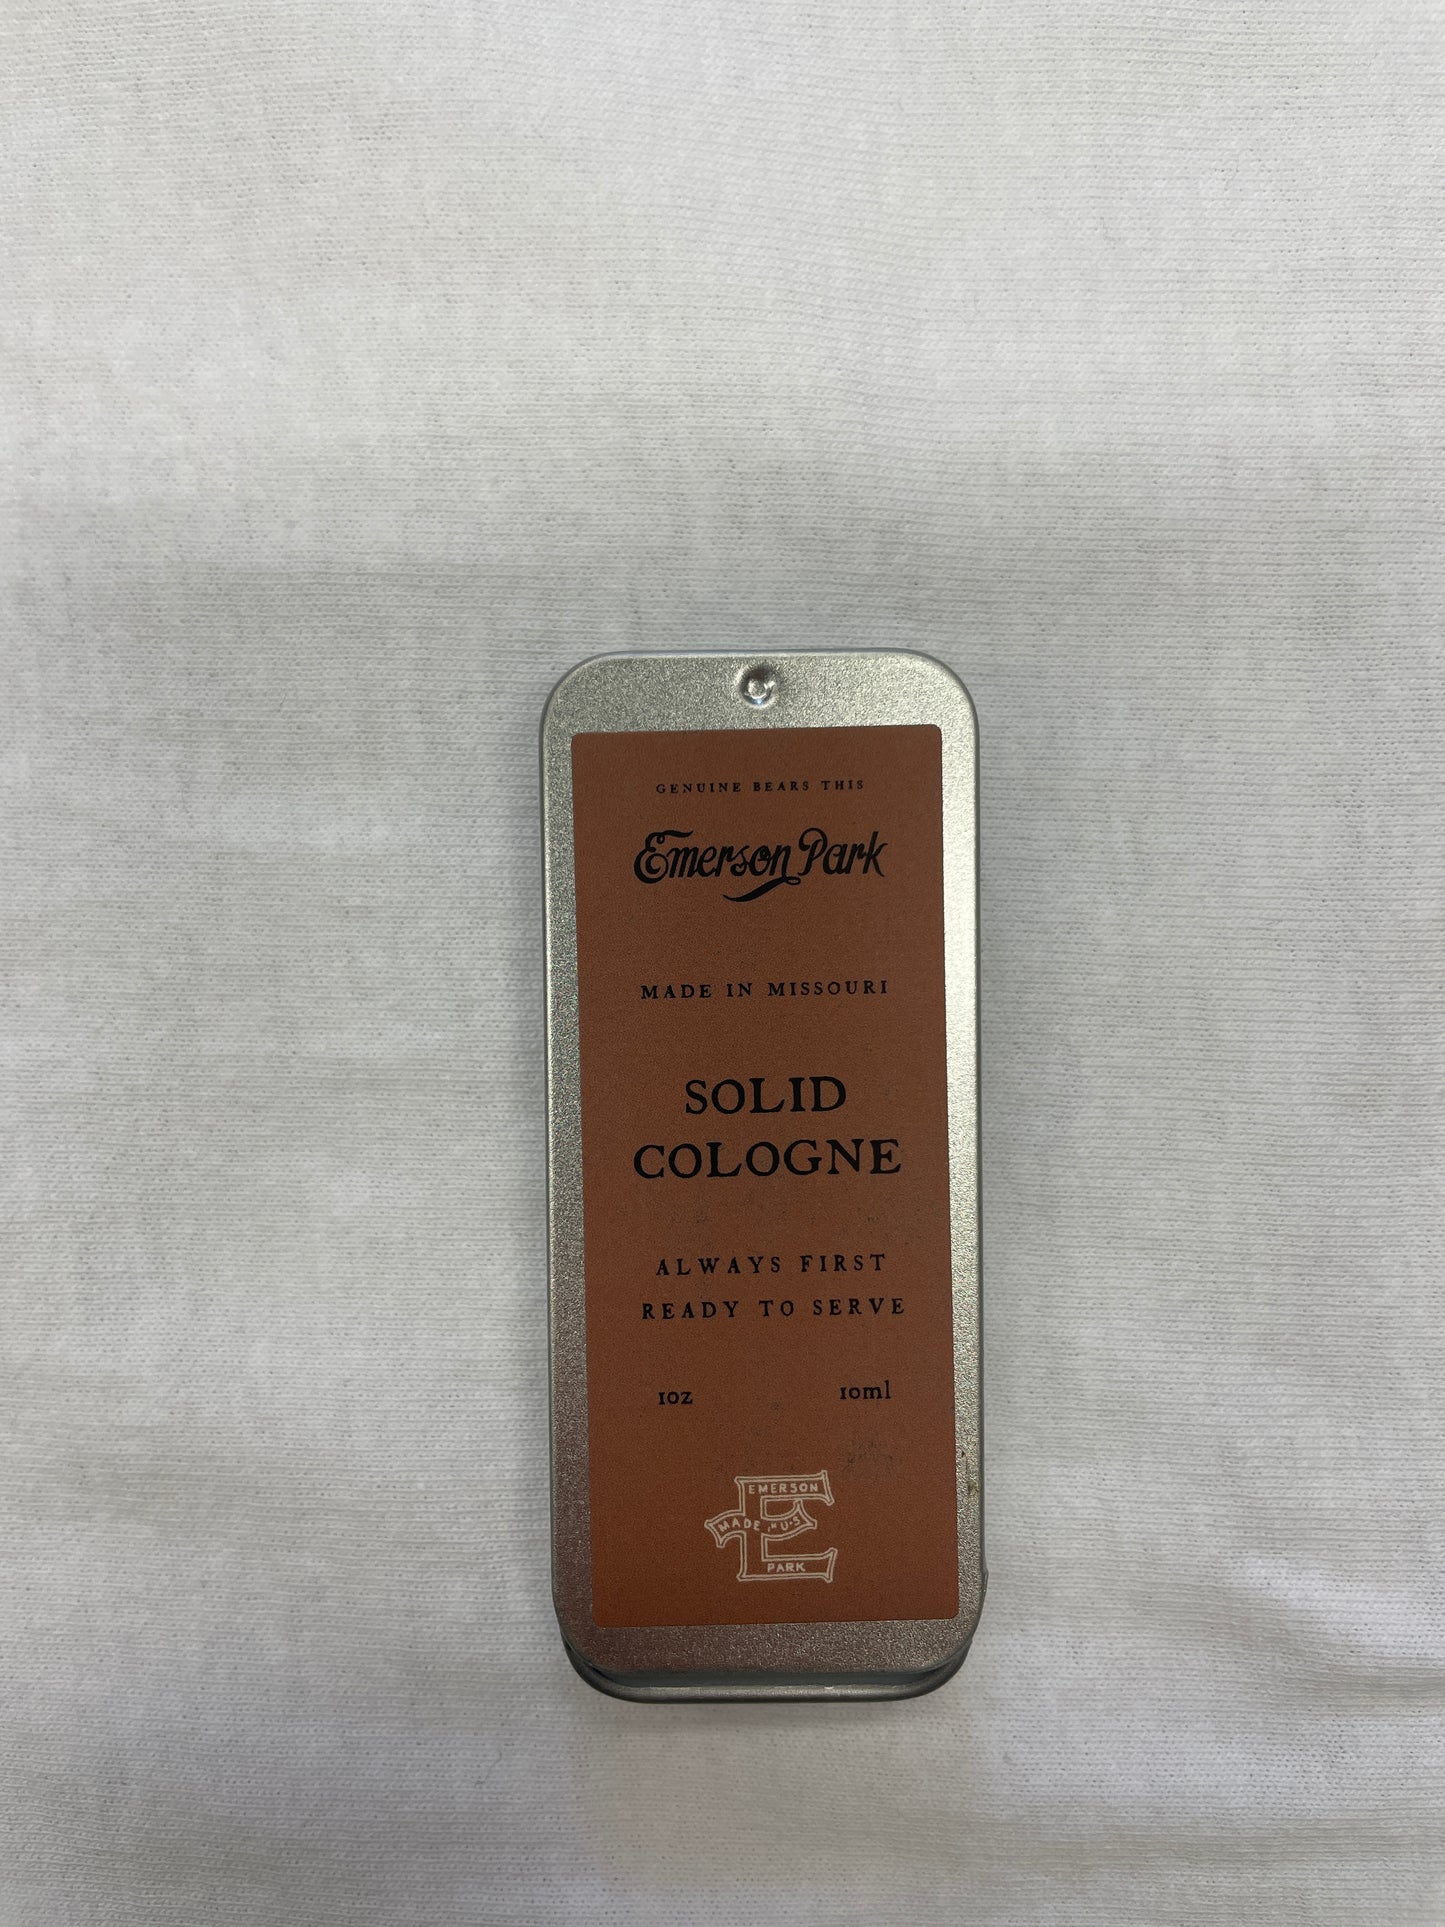 GENUINE BEARS THIS
Emerson Park
MADE IN MISSOURI
SOLID
COLOGNE
ALWAYS FIRST
READY TO SERVE
1oz 10ml
EMERSON
MADE IN U.S
PARK